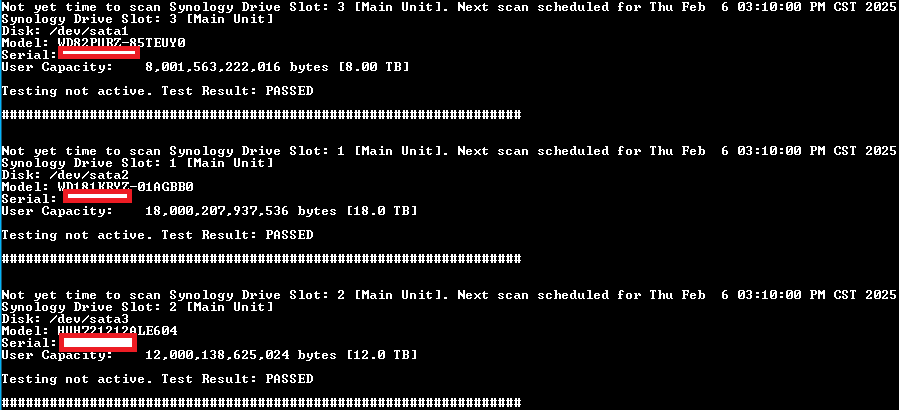 Not yet time to scan Synology Drive Slot: 3 [Main Unit]. Next scan scheduled for Thu Feb  6 03:10:00 PM CST 2025
Synology Drive Slot: 3 [Main Unit]
Disk: /dev/sata1
Model: WD82PURZ-85TEUY0
Serial:
User Capacity:    8,001,563,222,016 bytes [8.00 TB]
Testing not active. Test Result: PASSED
#################################################################
Not yet time to scan Synology Drive Slot: 1 [Main Unit]. Next scan scheduled for Thu Feb  6 03:10:00 PM CST 2025
Synology Drive Slot: 1 [Main Unit]
Disk: /dev/sata2
Model: WD181KRYZ-01AGBB0
Serial:
User Capacity:    18,000,207,937,536 bytes [18.0 TB]
Testing not active. Test Result: PASSED
#################################################################
Not yet time to scan Synology Drive Slot: 2 [Main Unit]. Next scan scheduled for Thu Feb  6 03:10:00 PM CST 2025
Synology Drive Slot: 2 [Main Unit]
Disk: /dev/sata3
Model: HUH721212ALE604
Serial:
User Capacity:    12,000,138,625,024 bytes [12.0 TB]
Testing not active. Test Result: PASSED
#################################################################